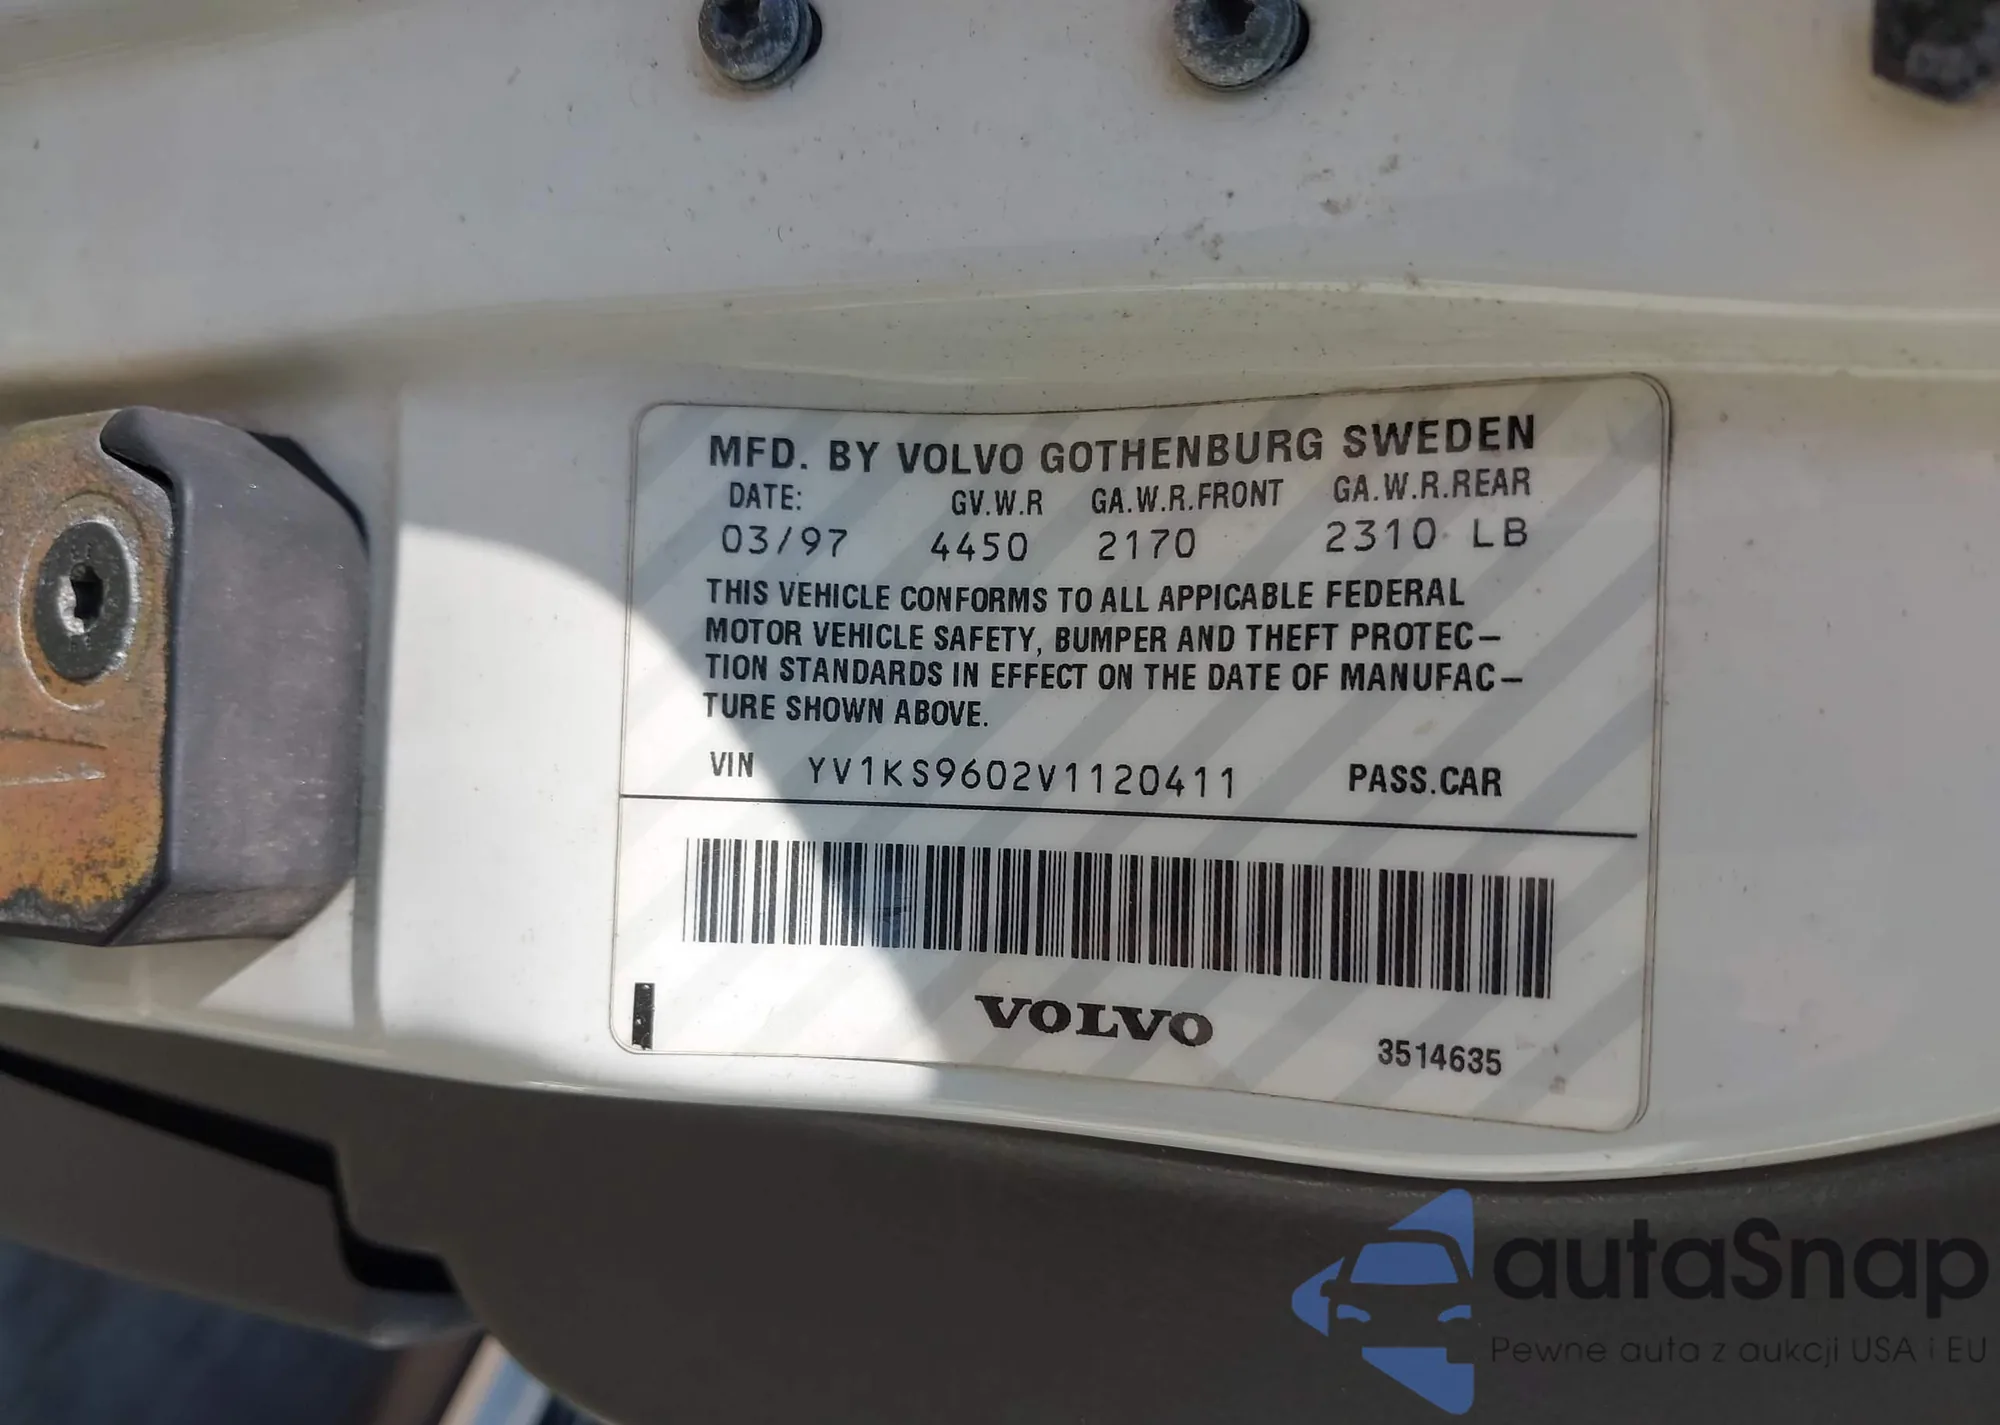 MFD. BY VOLVO GOTHENBURG SWEDEN
DATE: GV.W.R GA.W.R.FRONT GA.W.R.REAR
03/97 4450 2170 2310 LB
THIS VEHICLE CONFORMS TO ALL APPICABLE FEDERAL
MOTOR VEHICLE SAFETY, BUMPER AND THEFT PROTEC-
TION STANDARDS IN EFFECT ON THE DATE OF MANUFAC-
TURE SHOWN ABOVE.
VIN YV1KS9602V1120411 PASS.CAR
VOLVO
3514635
autaSnap
Pewne auta z aukcji USA i EU